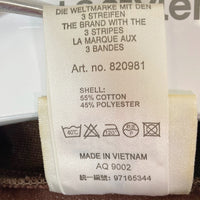 DIE WELTMARKE MIT DEN
3 STREIFEN
THE BRAND WITH THE
3 STRIPES
LA MARQUE AUX
3 BANDES
Art. no. 820981
SHELL:
55% COTTON
45% POLYESTER
MADE IN VIETNAM
AQ 9002
統一編號: 97165344